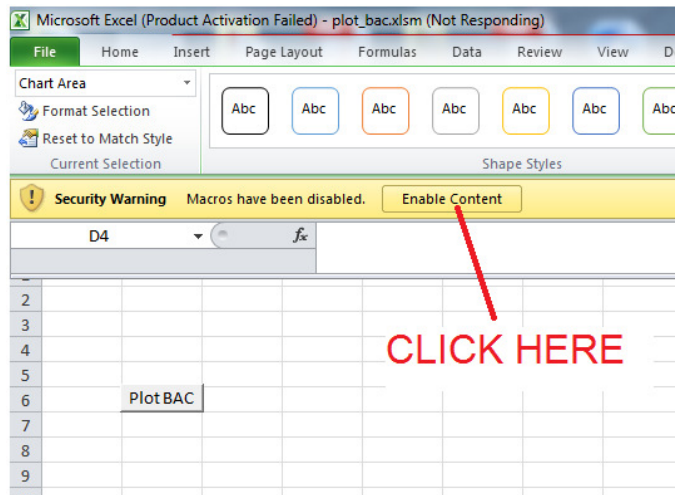 Microsoft Excel (Product Activation Failed) - plot_bac.xlsm (Not Responding)
File Home Insert Page Layout Formulas Data Review View D
Chart Area
Abc Abc Abc Abc Abc Abc Abc
Format Selection
Reset to Match Style
Current Selection Shape Styles
Security Warning Macros have been disabled. Enable Content
D4 fx
2
3
CLICK HERE
4
5
6 Plot BAC
7
8
9